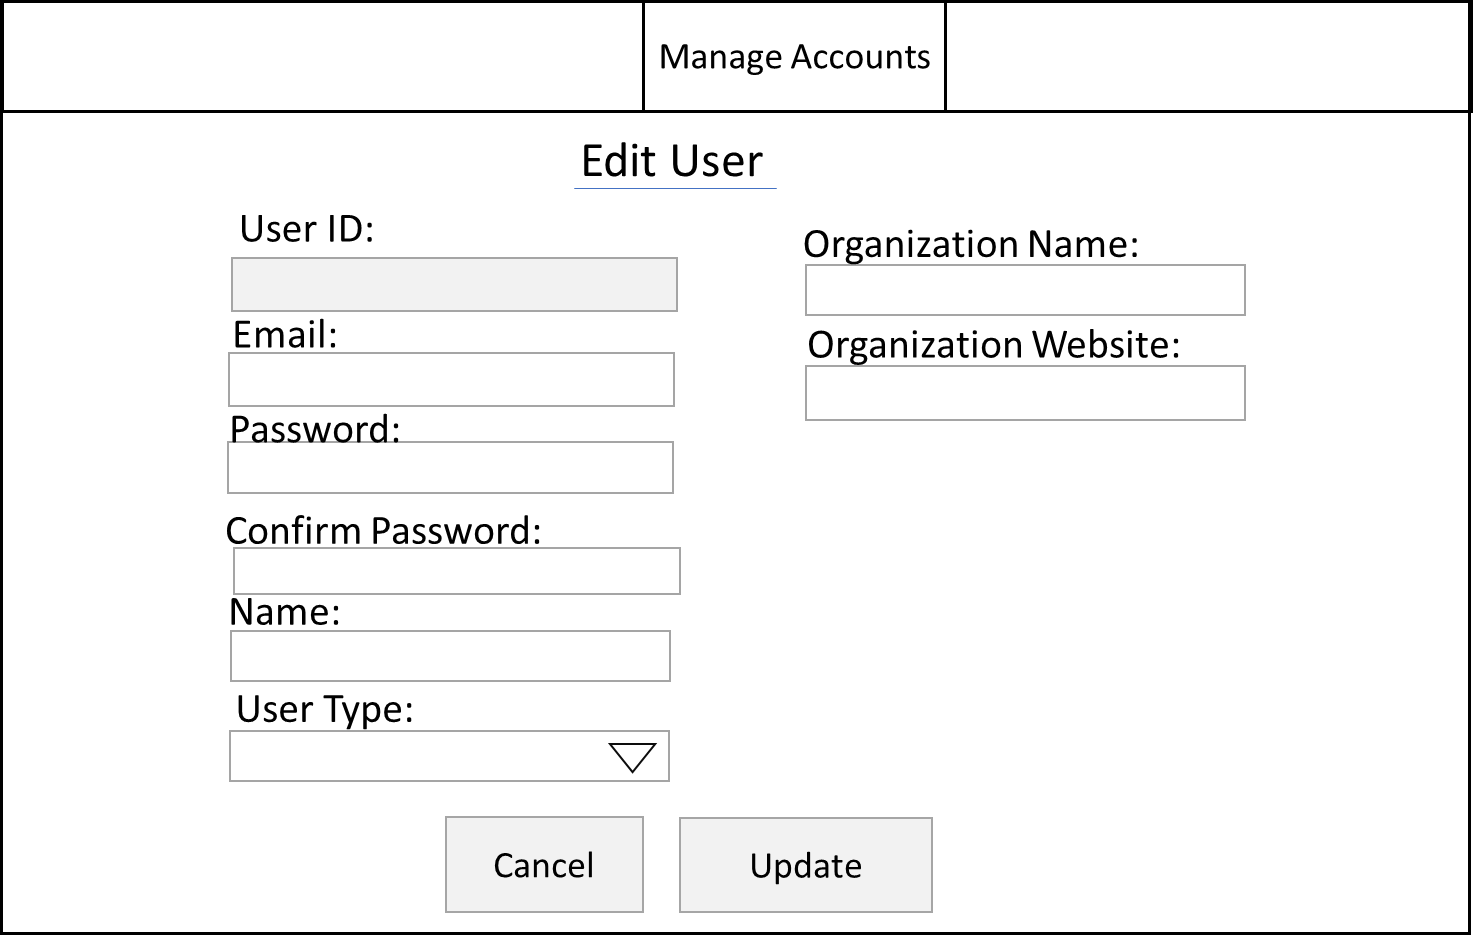 Manage Accounts
Edit User
User ID:
Email:
Password:
Confirm Password:
Name:
User Type:
Organization Name:
Organization Website:
Cancel
Update